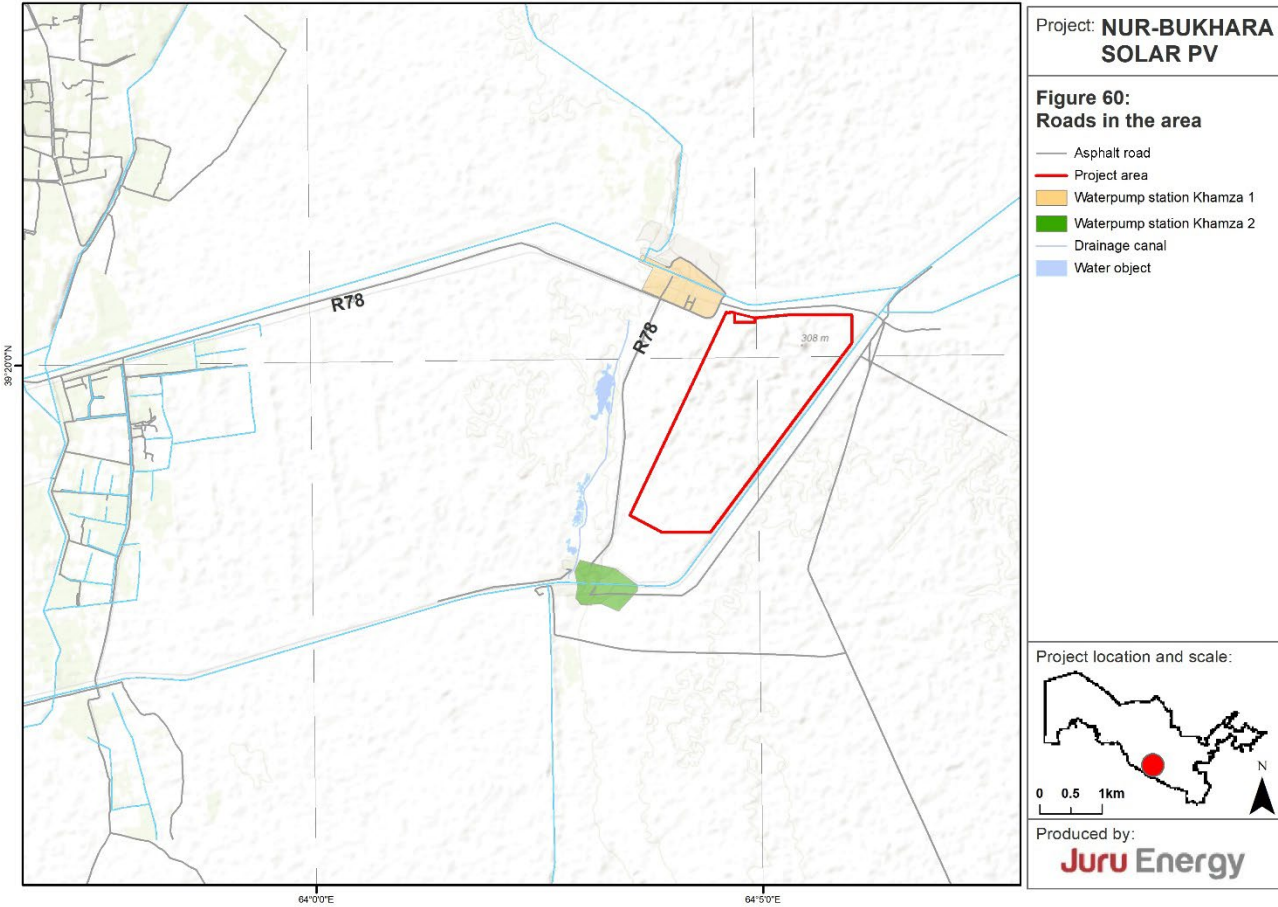 Project: NUR-BUKHARA
SOLAR PV
Figure 60:
Roads in the area
Asphalt road
Project area
Waterpump station Khamza 1
Waterpump station Khamza 2
Drainage canal
Water object
R78
R78
308 m
39°20'0"N
64°0'0"E
64°5'0"E
Project location and scale:
N
0 0.5 1km
Produced by:
Juru Energy